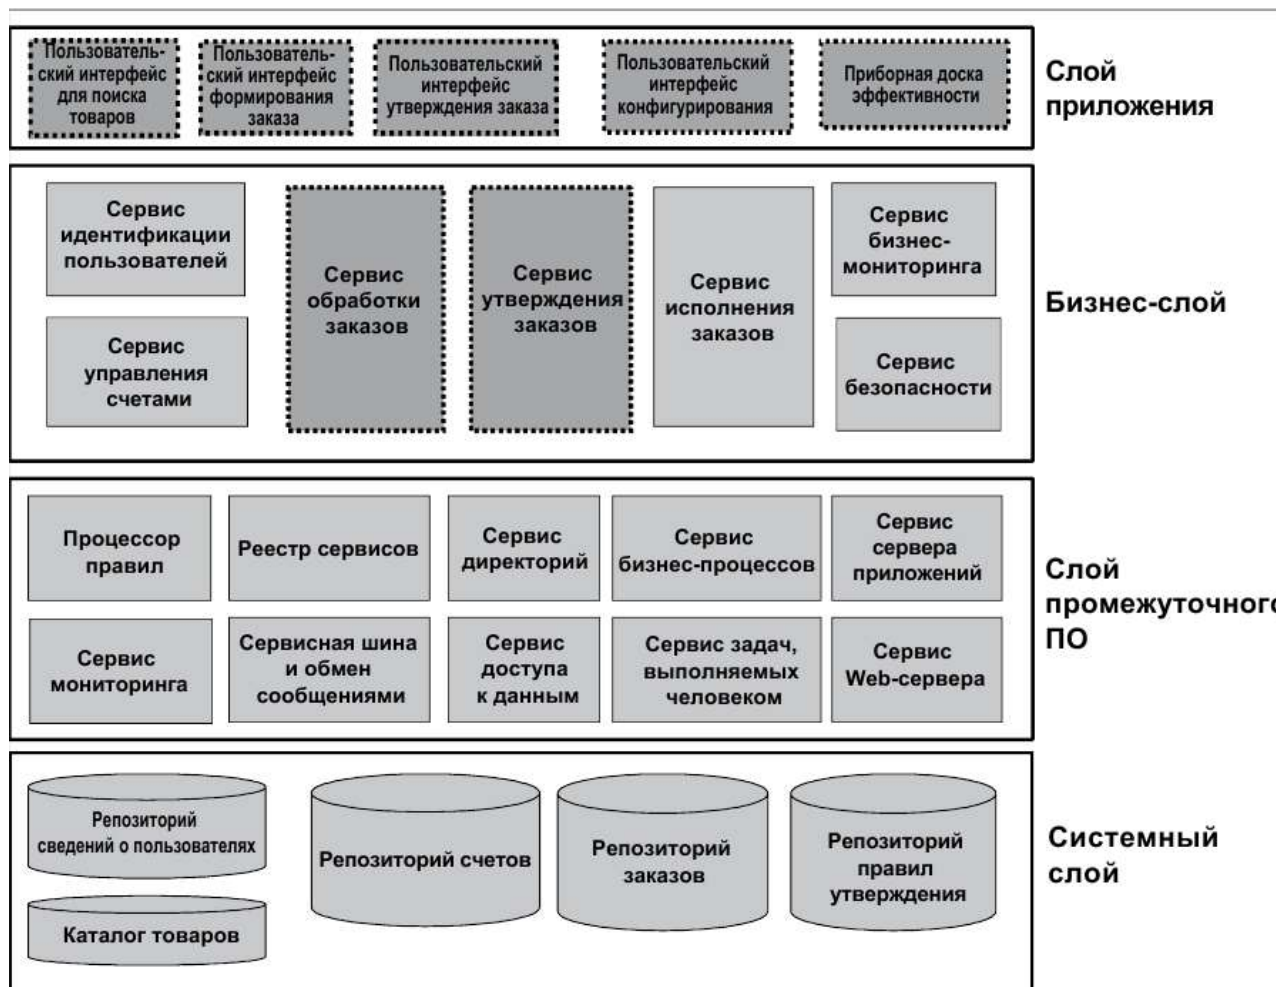 Пользователь-
ский интерфейс
для поиска
товаров
Пользователь-
ский интерфейс
формирования
заказа
Пользовательский
интерфейс
утверждения заказа
Пользовательский
интерфейс
конфигурирования
Приборная доска
эффективности
Слой
приложения
Сервис
идентификации
пользователей
Сервис
управления
счетами
Сервис
обработки
заказов
Сервис
утверждения
заказов
Сервис
исполнения
заказов
Сервис
бизнес-
мониторинга
Сервис
безопасности
Бизнес-слой
Процессор
правил
Реестр сервисов
Сервис
директорий
Сервис
бизнес-процессов
Сервис
сервера
приложений
Сервис
мониторинга
Сервисная шина
и обмен
сообщениями
Сервис
доступа
к данным
Сервис задач,
выполняемых
человеком
Сервис
Web-сервера
Слой
промежуточного
ПО
Репозиторий
сведений о пользователях
Каталог товаров
Репозиторий счетов
Репозиторий
заказов
Репозиторий
правил
утверждения
Системный
слой